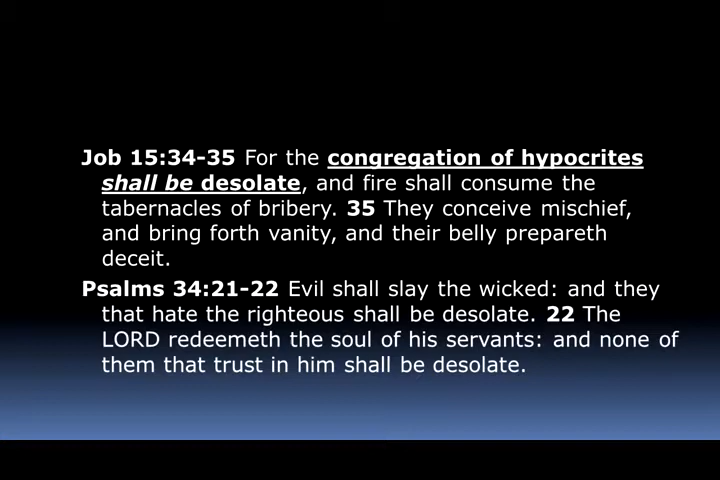 Job 15:34-35 For the congregation of hypocrites
shall be desolate, and fire shall consume the
tabernacles of bribery. 35 They conceive mischief,
and bring forth vanity, and their belly prepareth
deceit.
Psalms 34:21-22 Evil shall slay the wicked: and they
that hate the righteous shall be desolate. 22 The
LORD redeemeth the soul of his servants: and none of
them that trust in him shall be desolate.